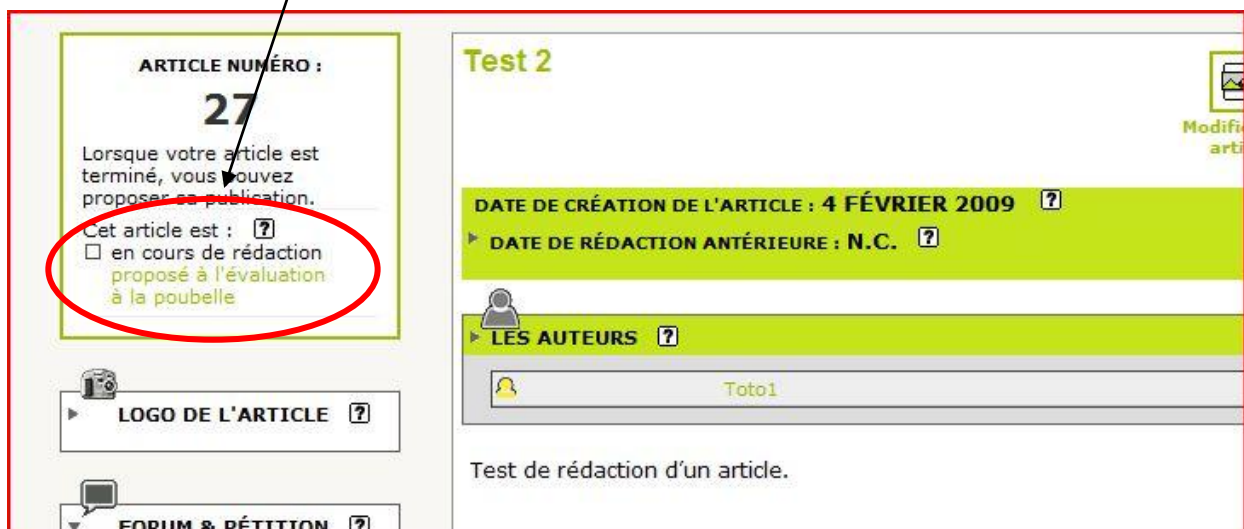 ARTICLE NUMÉRO :
27
Lorsque votre article est
terminé, vous pouvez
proposer sa publication.
Cet article est : ?
en cours de rédaction
proposé à l'évaluation
à la poubelle
LOGO DE L'ARTICLE ?
FORUM & PÉTITION ?
Test 2
DATE DE CRÉATION DE L'ARTICLE : 4 FÉVRIER 2009 ?
DATE DE RÉDACTION ANTÉRIEURE : N.C. ?
LES AUTEURS ?
Toto1
Test de rédaction d'un article.